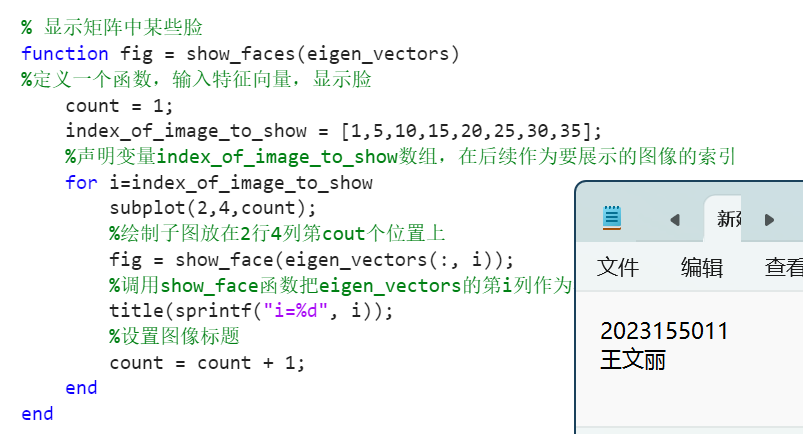 % 显示矩阵中某些脸
function fig = show_faces(eigen_vectors)
%定义一个函数，输入特征向量，显示脸
count = 1;
index_of_image_to_show = [1,5,10,15,20,25,30,35];
%声明变量index_of_image_to_show数组，在后续作为要展示的图像的索引
for i=index_of_image_to_show
subplot(2,4,count);
%绘制子图放在2行4列第cout个位置上
fig = show_face(eigen_vectors(:, i));
%调用show_face函数把eigen_vectors的第i列作为
title(sprintf("i=%d", i));
%设置图像标题
count = count + 1;
end
end
新建
文件 编辑 查看
2023155011
王文丽